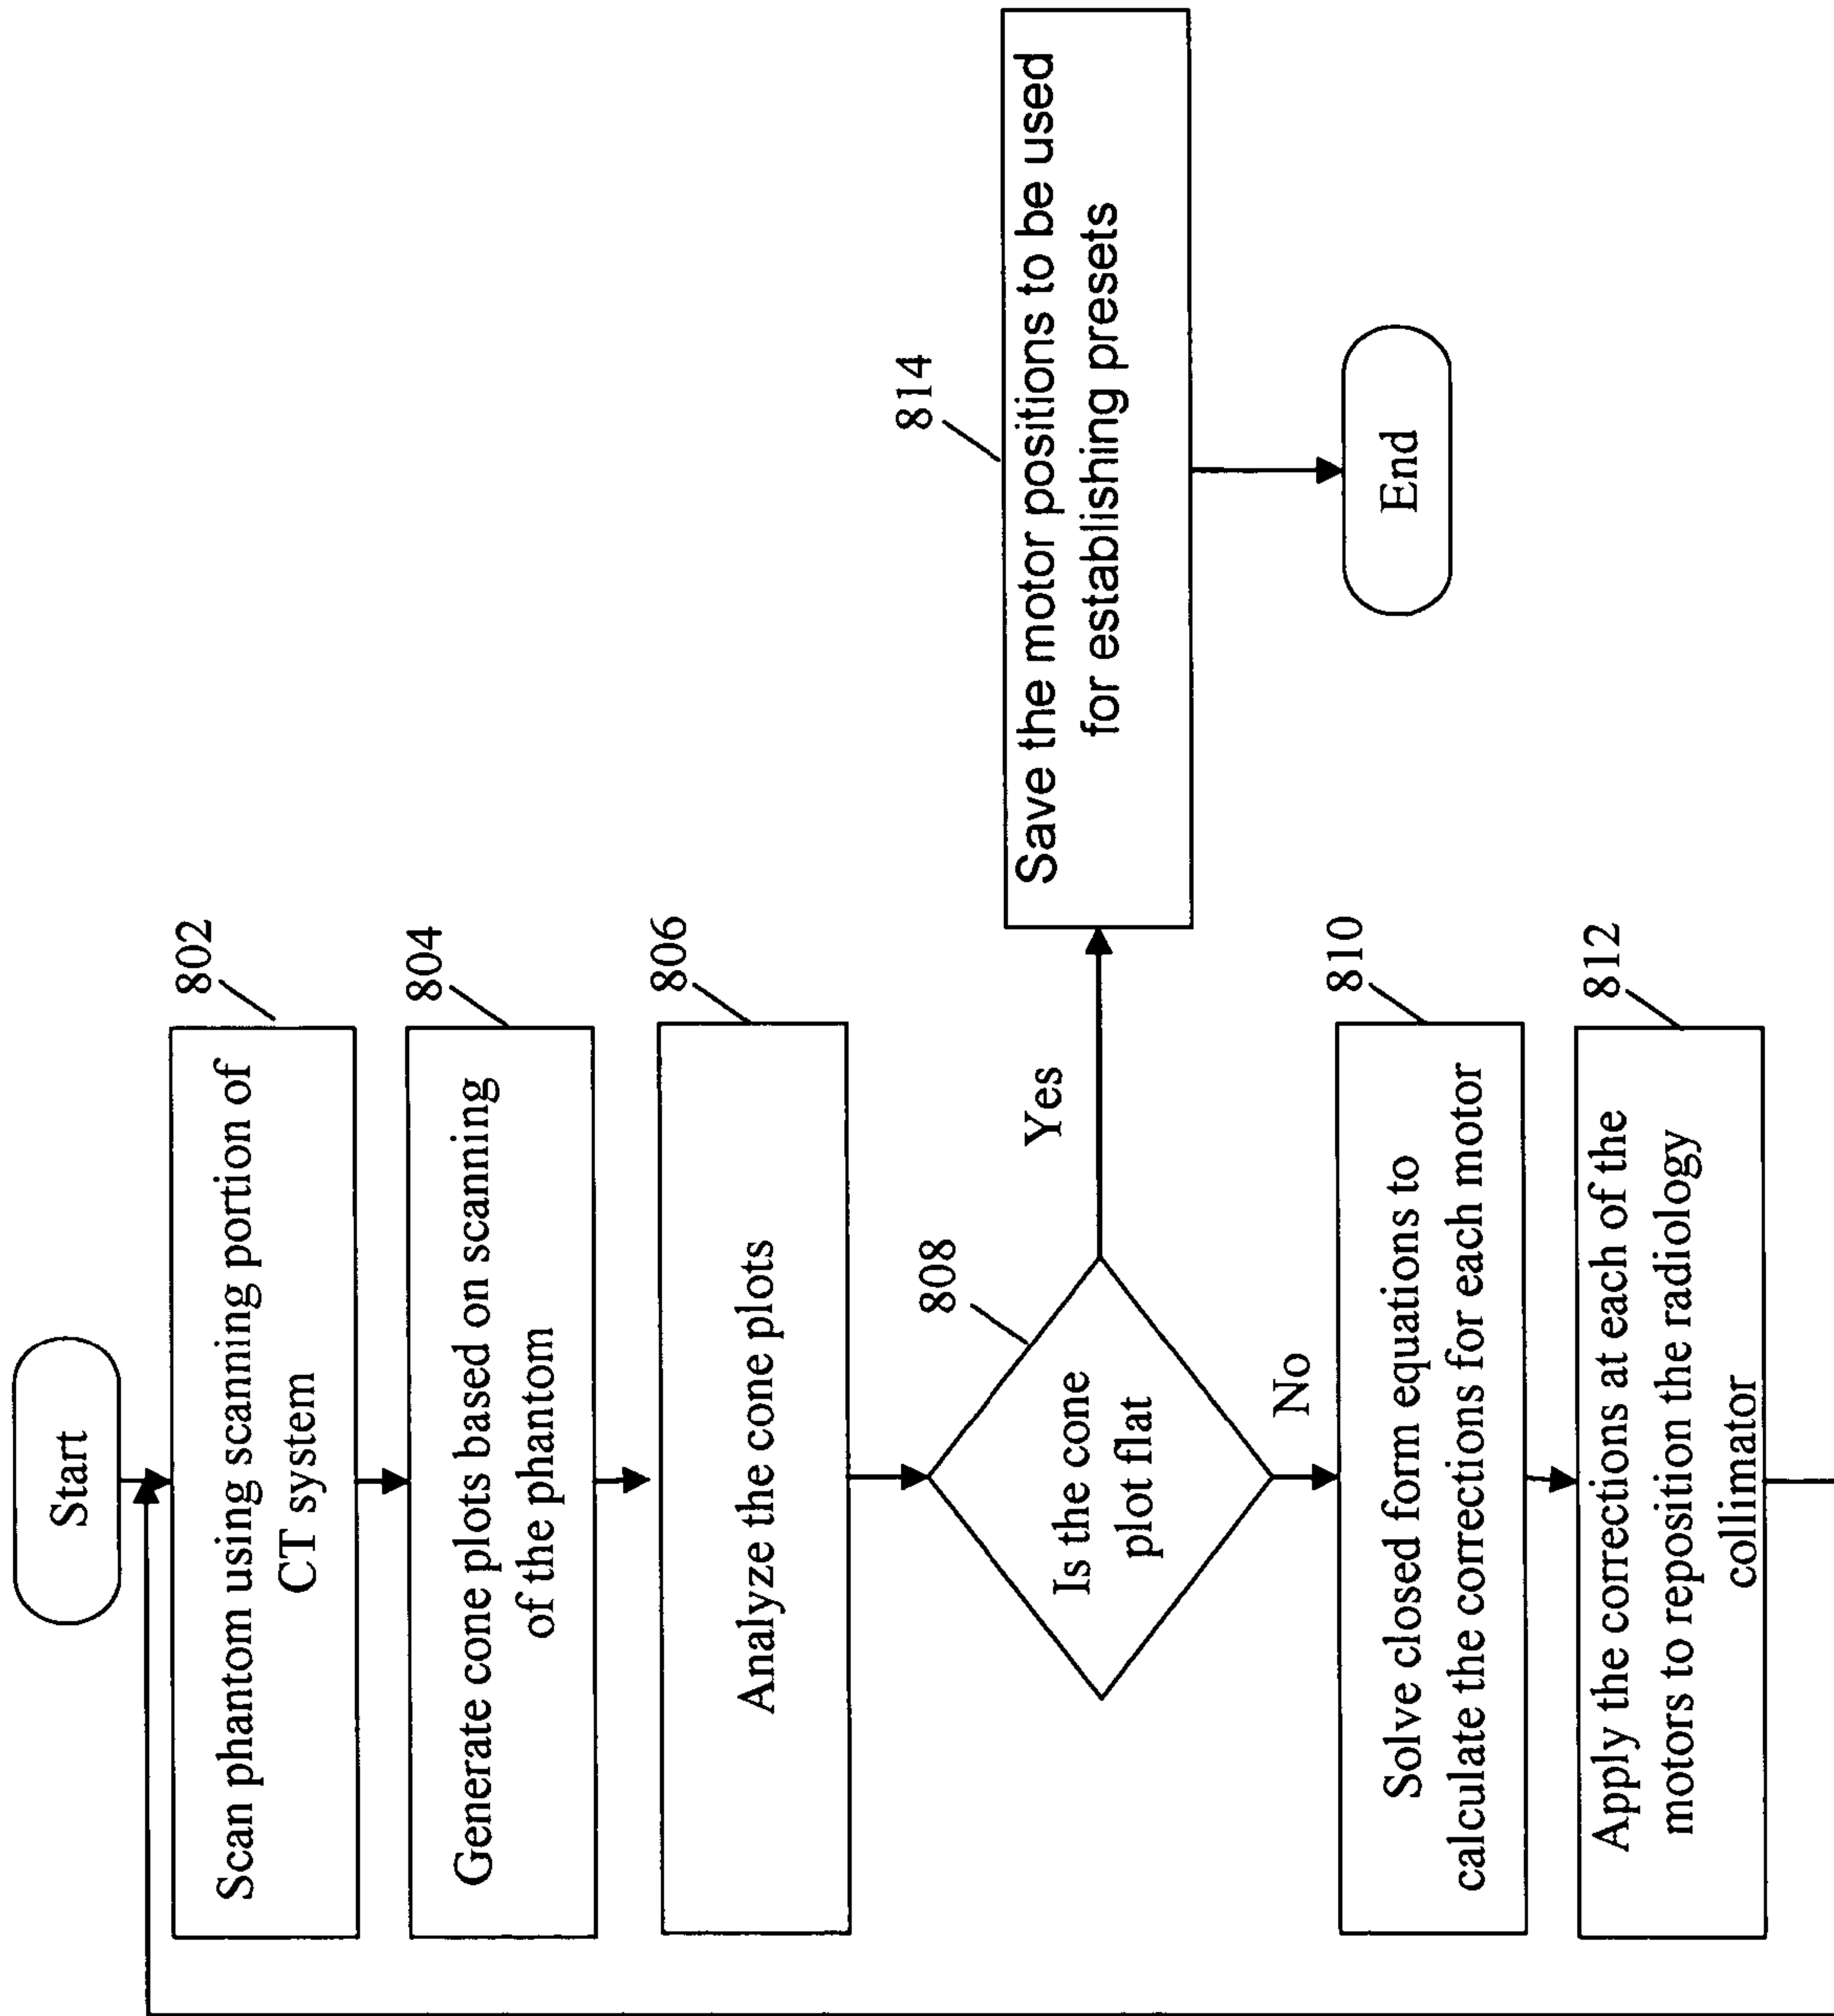 Start
802
Scan phantom using scanning portion of
CT system
804
Generate cone plots based on scanning
of the phantom
806
Analyze the cone plots
808
Is the cone
plot flat
Yes
814
Save the motor positions to be used
for establishing presets
End
No
810
Solve closed form equations to
calculate the corrections for each motor
812
Apply the corrections at each of the
motors to reposition the radiology
collimator